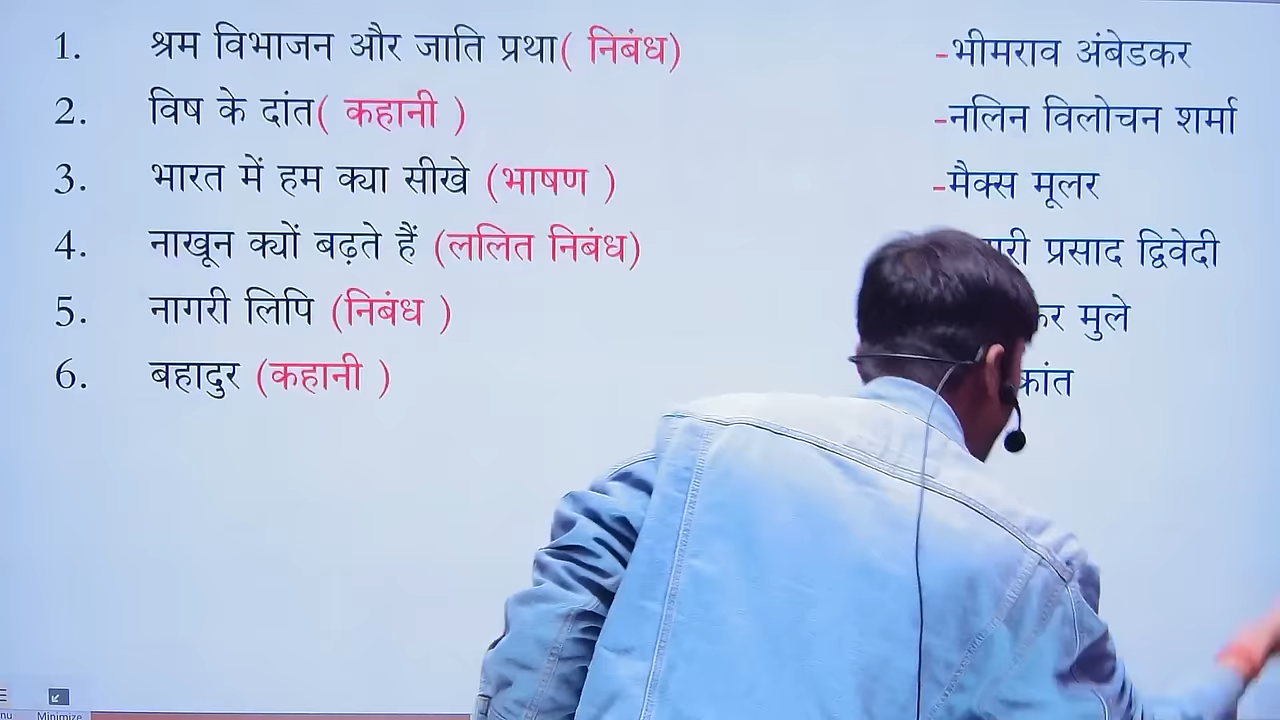 1. श्रम विभाजन और जाति प्रथा( निबंध) -भीमराव अंबेडकर
2. विष के दांत( कहानी ) -नलिन विलोचन शर्मा
3. भारत में हम क्या सीखे (भाषण ) -मैक्स मूलर
4. नाखून क्यों बढ़ते हैं (ललित निबंध) प्रसाद द्विवेदी
5. नागरी लिपि (निबंध ) मुले
6. बहादुर (कहानी ) कांत
Minimize